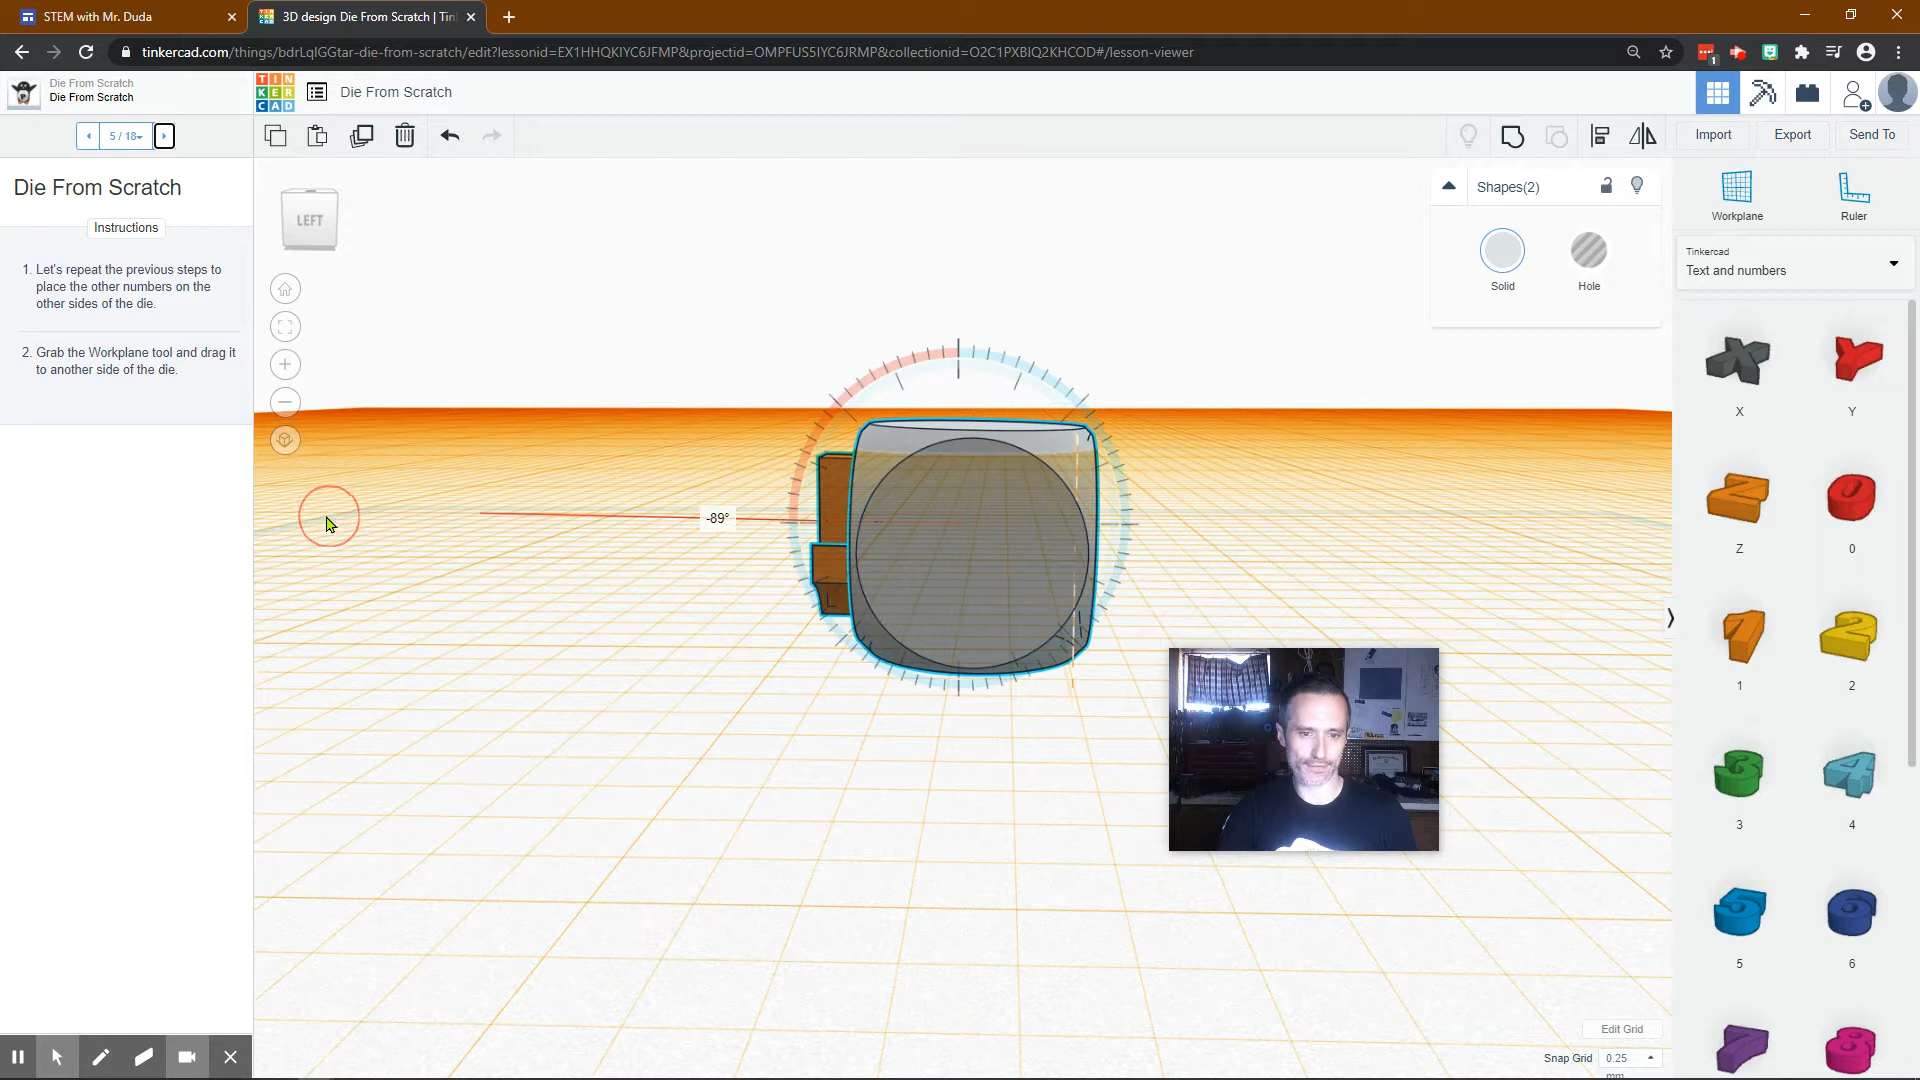 STEM with Mr. Duda
3D design Die From Scratch | Tin
tinkercad.com/things/bdrLqlGGtar-die-from-scratch/edit?lessonid=EX1HHQKIYC6JFMP&projectid=OMPFUS5IYC6JRMP&collectionid=O2C1PXBIQ2KHCOD#/lesson-viewer
1
Die From Scratch
Die From Scratch
TIN
KER
CAD
Die From Scratch
5 / 18
Import
Export
Send To
Die From Scratch
Instructions
1. Let's repeat the previous steps to
place the other numbers on the
other sides of the die.
2. Grab the Workplane tool and drag it
to another side of the die.
LEFT
Shapes(2)
Solid
Hole
Workplane
Ruler
Tinkercad
Text and numbers
X
Y
Z
0
1
2
3
4
5
6
-89°
Edit Grid
Snap Grid
0.25
mm